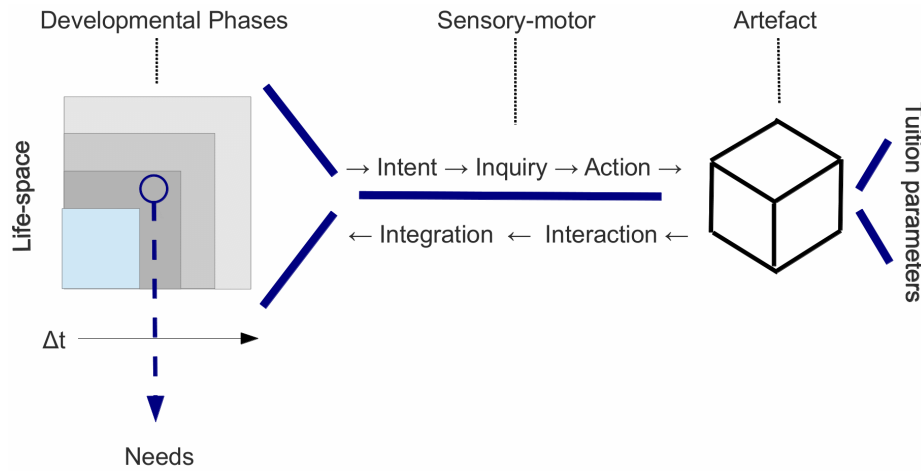 Developmental Phases
Sensory-motor
Artefact
Life-space
→ Intent → Inquiry → Action →
← Integration ← Interaction ←
Tuition parameters
Δt
Needs